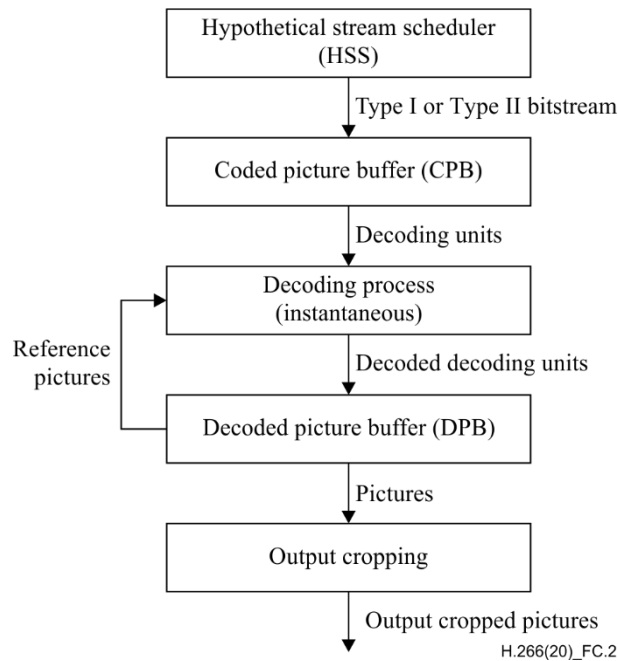 Hypothetical stream scheduler
(HSS)
Type I or Type II bitstream
Coded picture buffer (CPB)
Decoding units
Decoding process
(instantaneous)
Reference
pictures
Decoded decoding units
Decoded picture buffer (DPB)
Pictures
Output cropping
Output cropped pictures
H.266(20)_FC.2